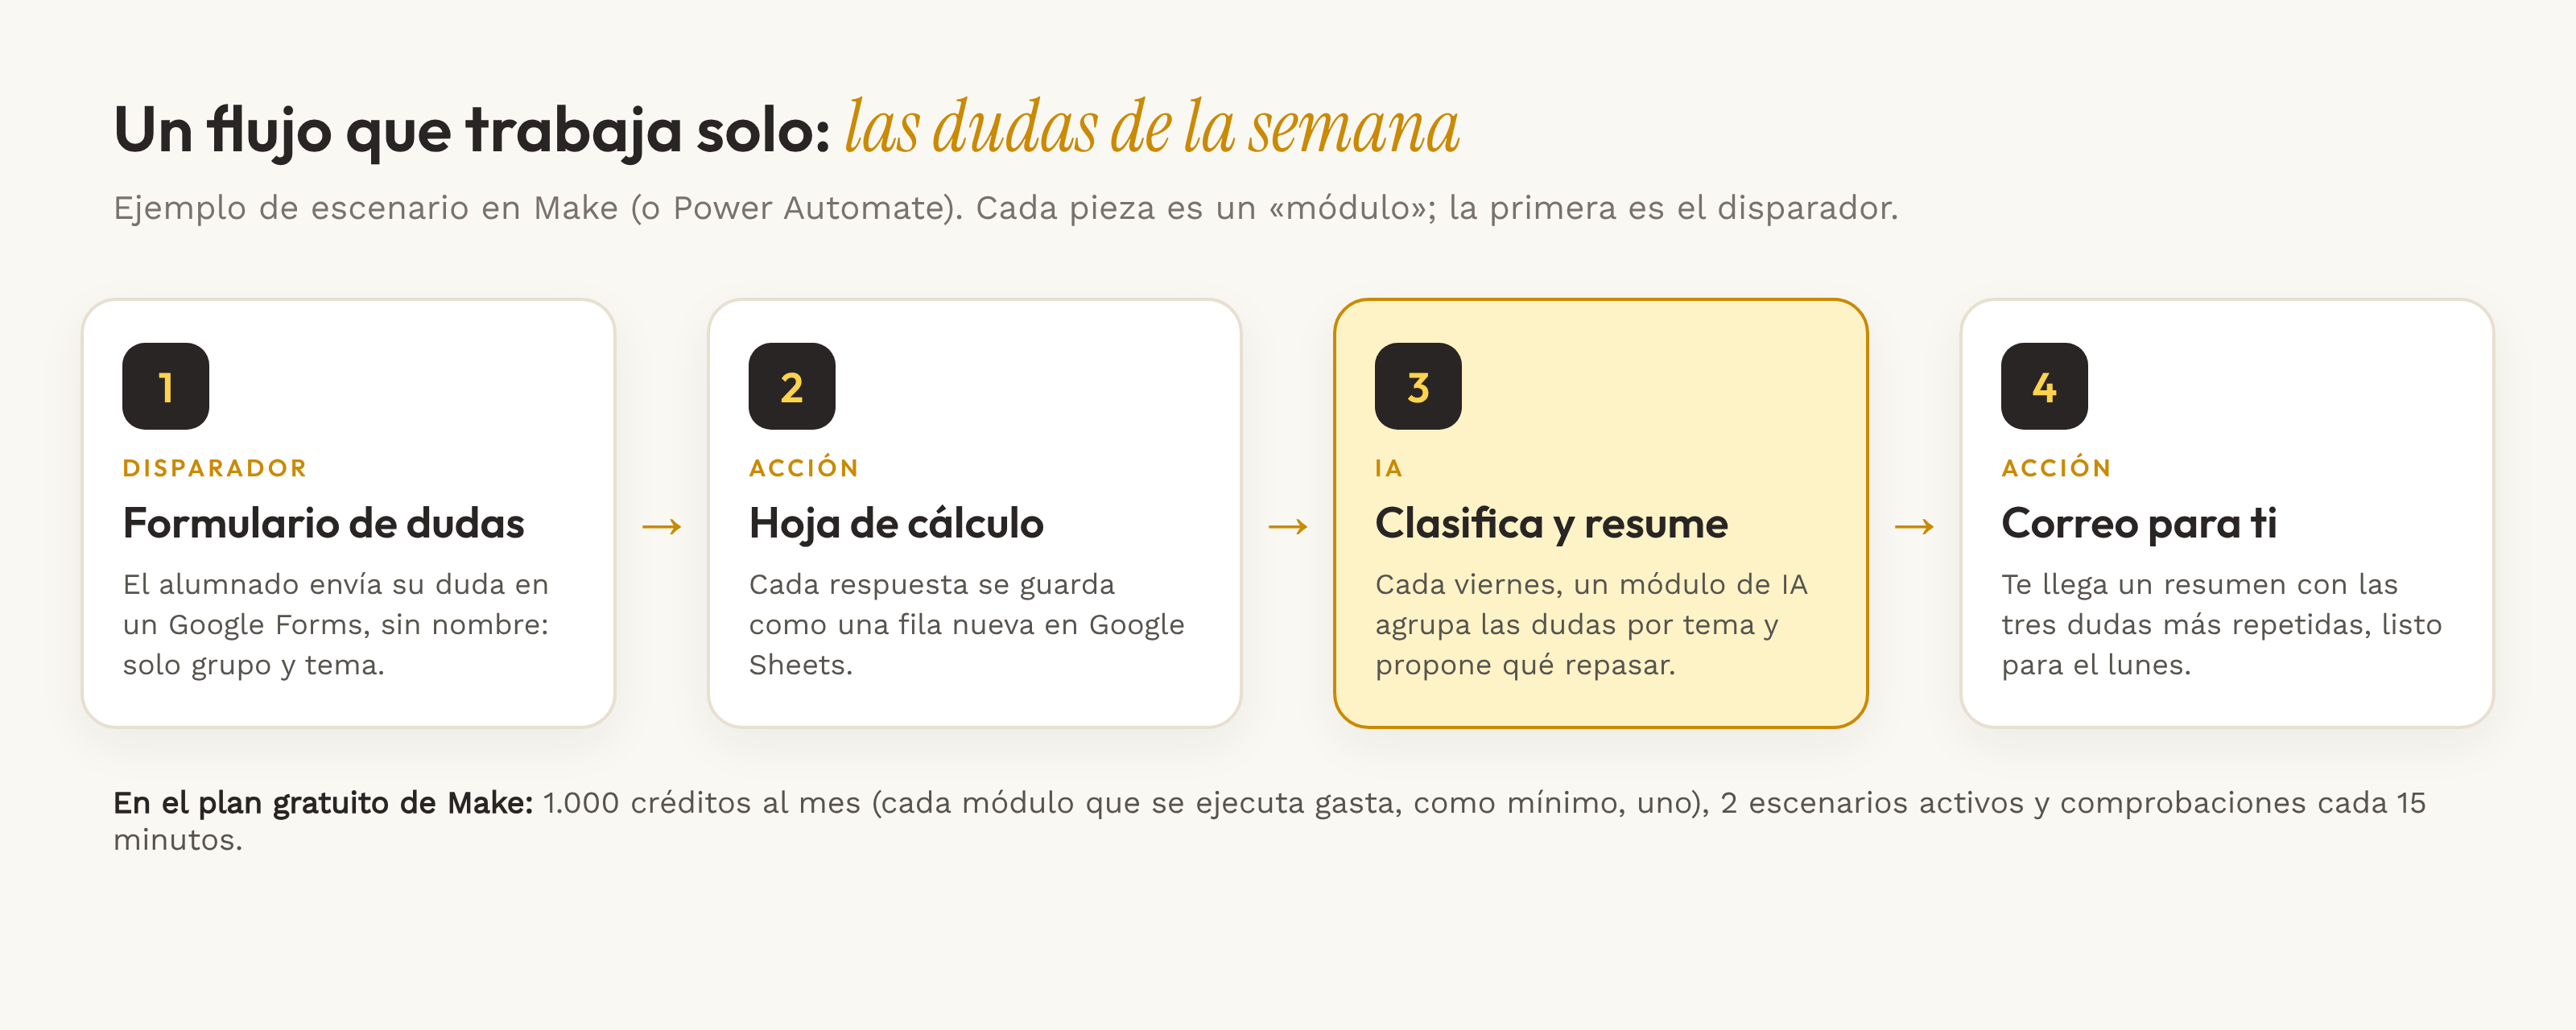 Un flujo que trabaja solo: las dudas de la semana
Ejemplo de escenario en Make (o Power Automate). Cada pieza es un «módulo»; la primera es el disparador.
1
DISPARADOR
Formulario de dudas
El alumnado envía su duda en
un Google Forms, sin nombre:
solo grupo y tema.
→
2
ACCIÓN
Hoja de cálculo
Cada respuesta se guarda
como una fila nueva en Google
Sheets.
→
3
IA
Clasifica y resume
Cada viernes, un módulo de IA
agrupa las dudas por tema y
propone qué repasar.
→
4
ACCIÓN
Correo para ti
Te llega un resumen con las
tres dudas más repetidas, listo
para el lunes.
En el plan gratuito de Make: 1.000 créditos al mes (cada módulo que se ejecuta gasta, como mínimo, uno), 2 escenarios activos y comprobaciones cada 15
minutos.